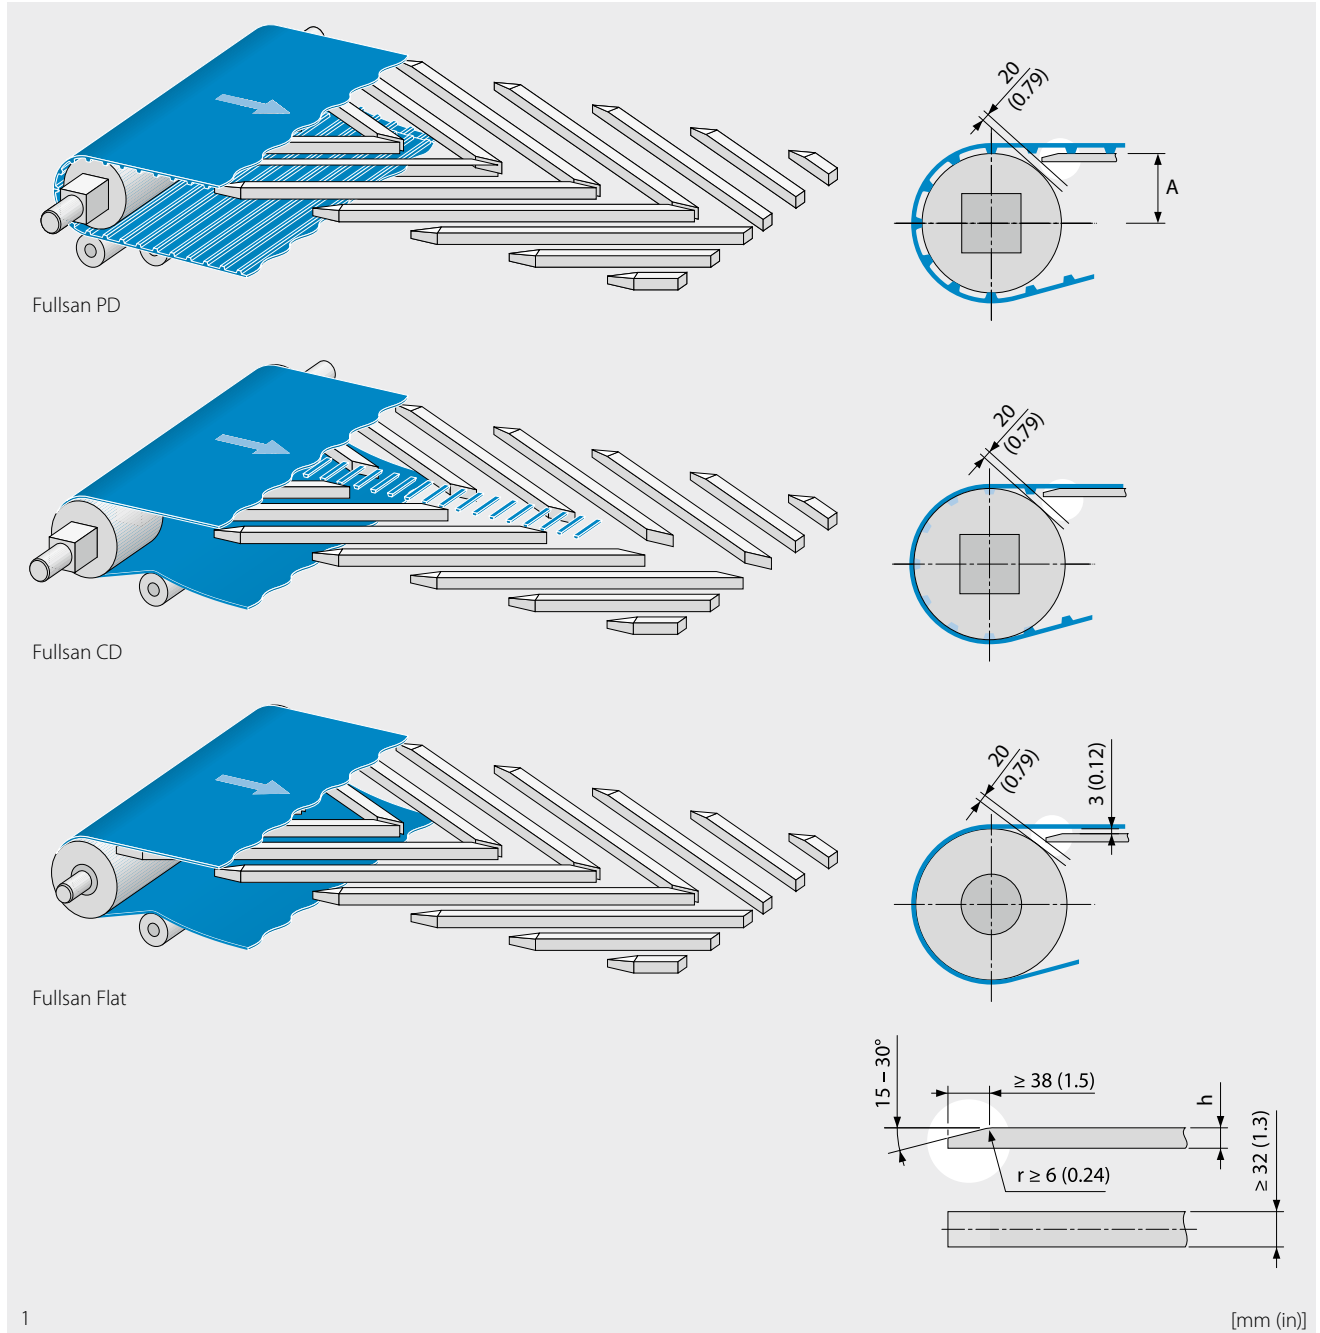 20
(0.79)
A
Fullsan PD
20
(0.79)
Fullsan CD
20
(0.79)
3 (0.12)
Fullsan Flat
15 – 30°
≥ 38 (1.5)
h
≥ 32 (1.3)
r ≥ 6 (0.24)
1
[mm (in)]